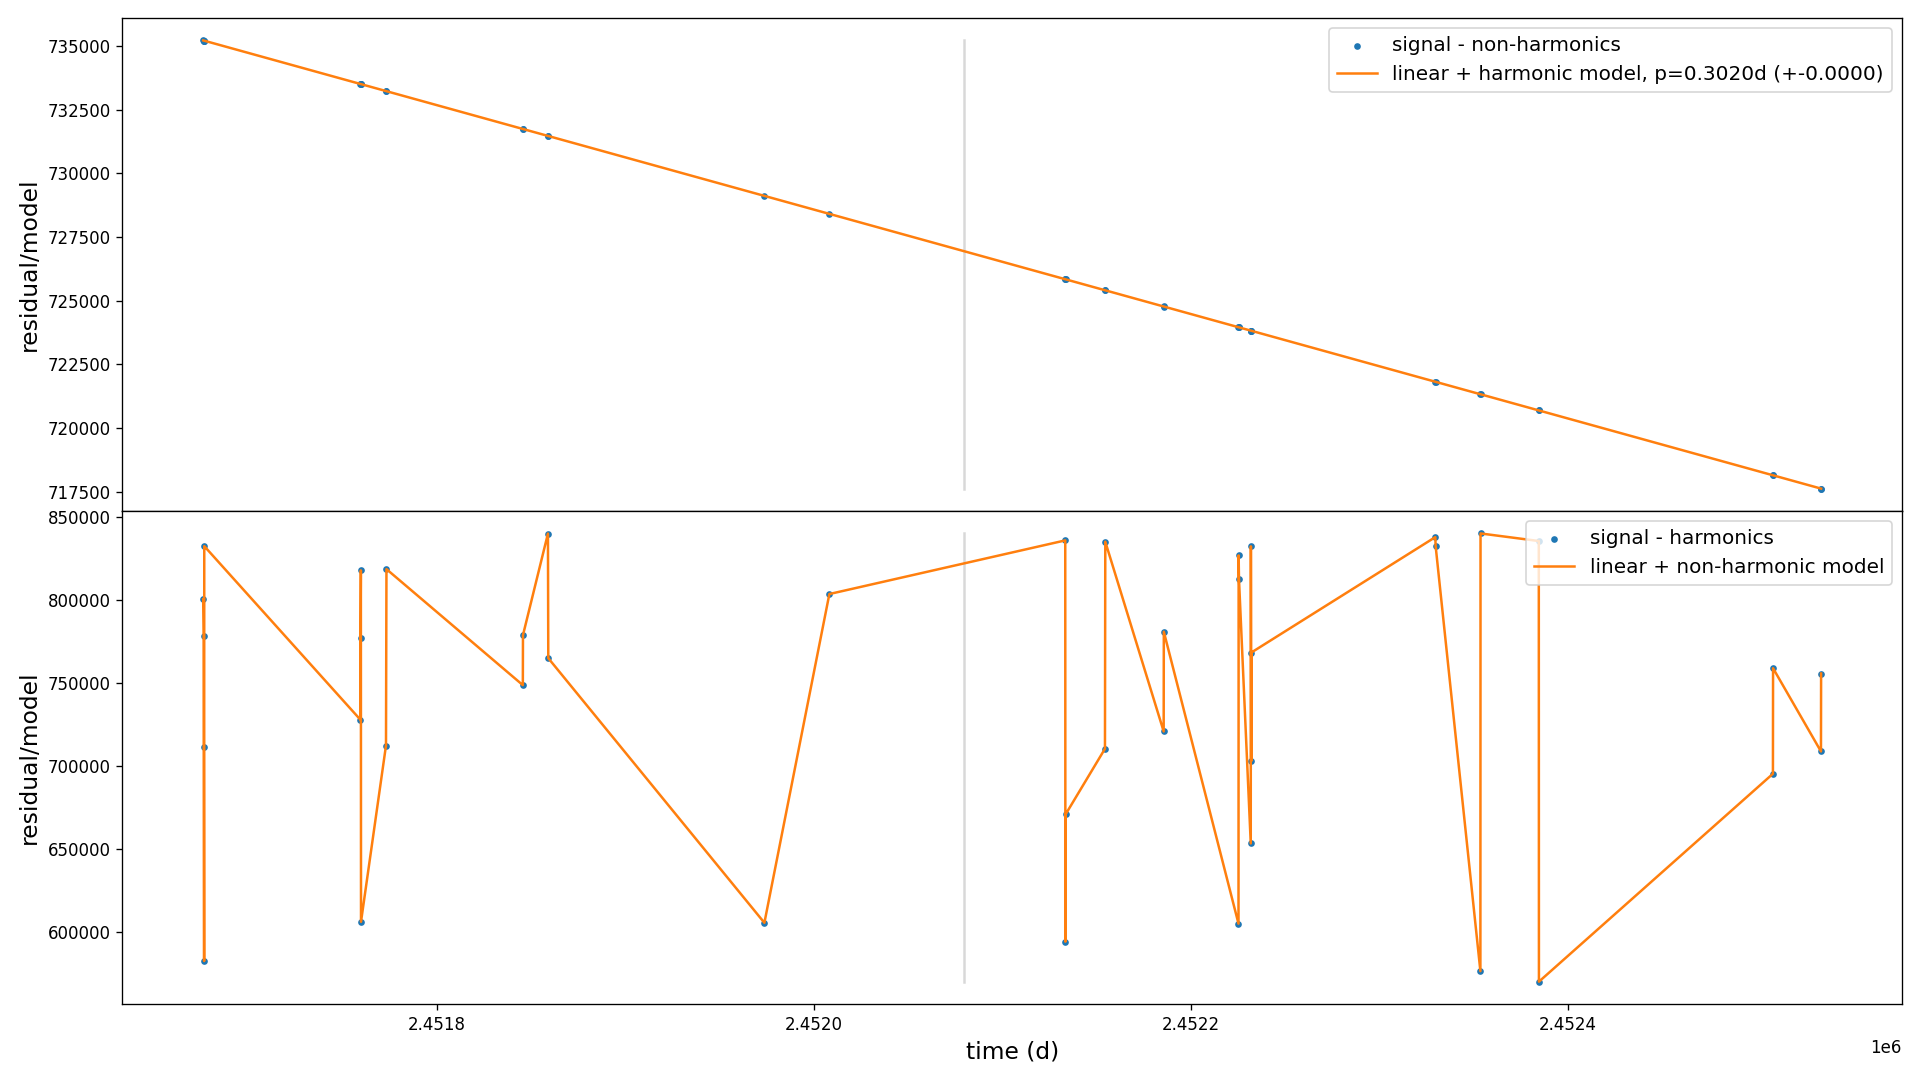 735000
732500
730000
727500
725000
722500
720000
717500
residual/model
signal - non-harmonics
linear + harmonic model, p=0.3020d (+-0.0000)
850000
800000
750000
700000
650000
600000
residual/model
signal - harmonics
linear + non-harmonic model
2.4518
2.4520
2.4522
2.4524
1e6
time (d)